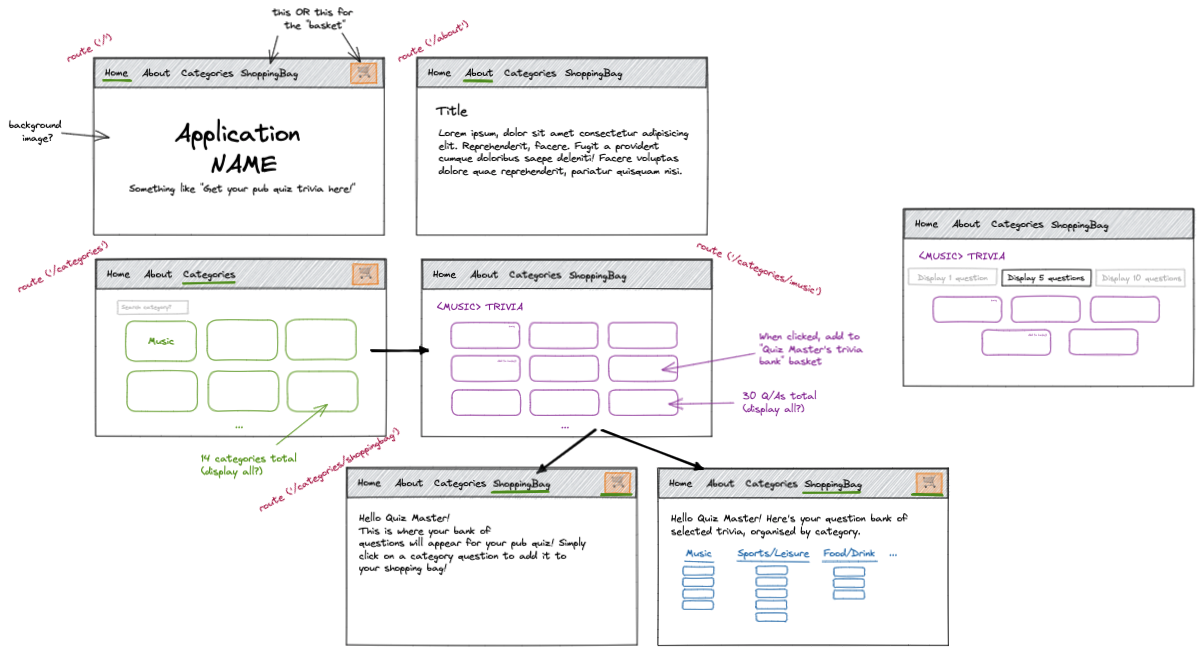 this OR this for
the "basket"
route ('/')
Home About Categories ShoppingBag
background
image?
Application
NAME
Something like "Get your pub quiz trivia here!"
route ('/about')
Home About Categories ShoppingBag
Title
Lorem ipsum, dolor sit amet consectetur adipisicing
elit. Reprehenderit, facere. Fugit a provident
cumque doloribus saepe deleniti! Facere voluptas
dolore quae reprehenderit, pariatur quisquam nisi.
route ('/categories')
Home About Categories
Search category?
Music
...
14 categories total
(display all?)
route ('/categories/:music')
Home About Categories ShoppingBag
<MUSIC> TRIVIA
...
When clicked, add to
"Quiz Master's trivia
bank" basket
30 Q/As total
(display all?)
Home About Categories ShoppingBag
<MUSIC> TRIVIA
Display 1 question Display 5 questions Display 10 questions
route ('/categories/shoppingbag')
Home About Categories ShoppingBag
Hello Quiz Master!
This is where your bank of
questions will appear for your pub quiz! Simply
click on a category question to add it to
your shopping bag!
Home About Categories ShoppingBag
Hello Quiz Master! Here's your question bank of
selected trivia, organised by category.
Music Sports/Leisure Food/Drink ...